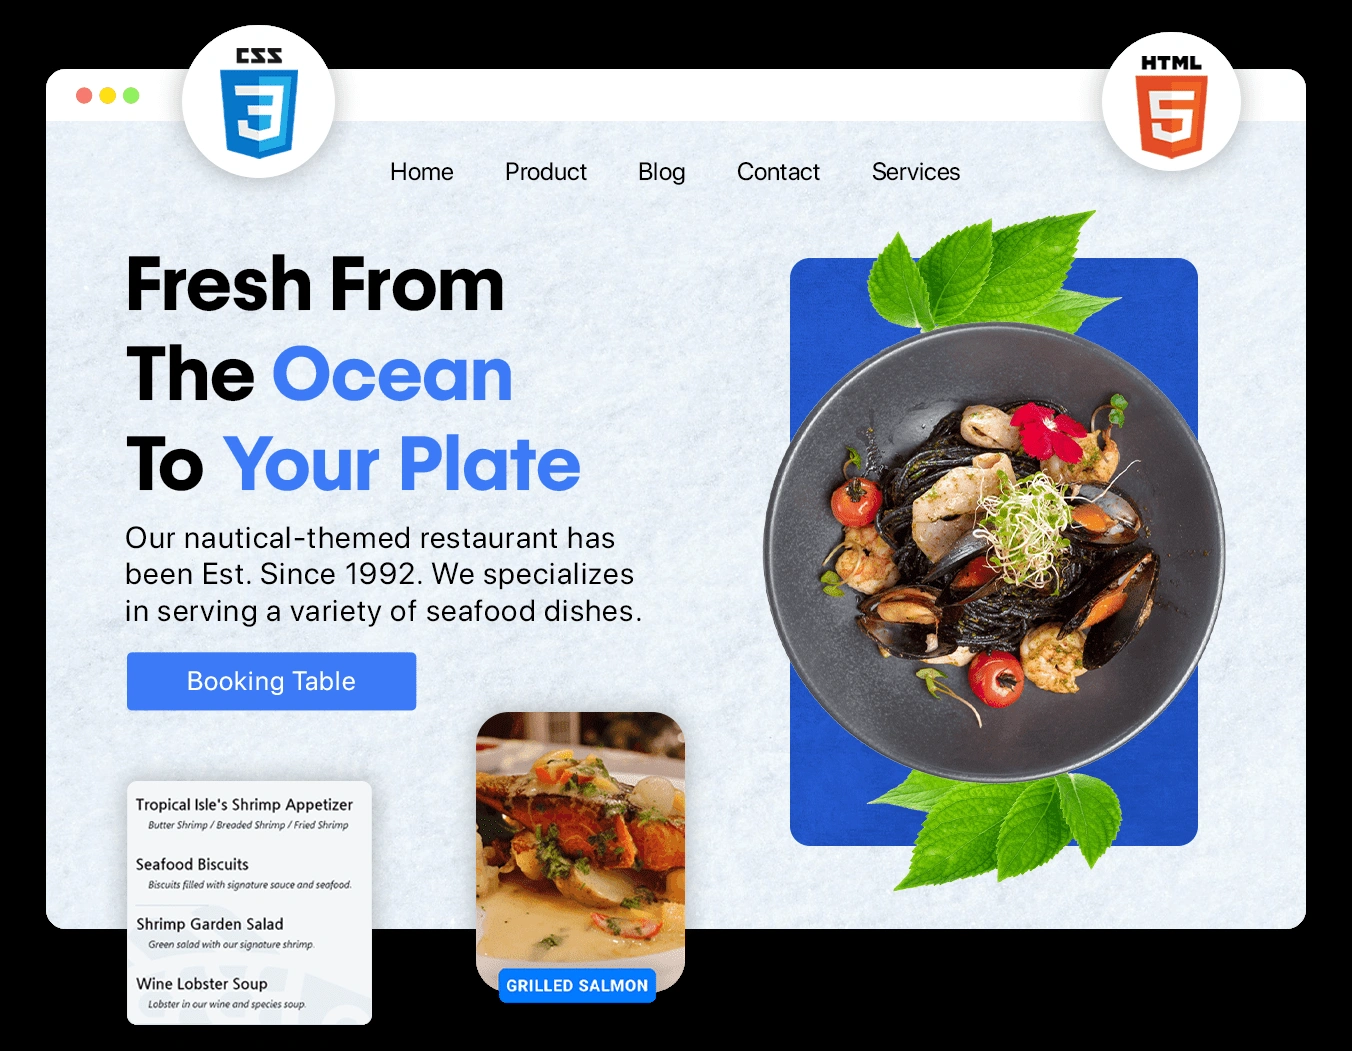 CSS
3
HTML
5
Home Product Blog Contact Services
Fresh From
The Ocean
To Your Plate
Our nautical-themed restaurant has
been Est. Since 1992. We specializes
in serving a variety of seafood dishes.
Booking Table
Tropical Isle's Shrimp Appetizer
Butter Shrimp / Breaded Shrimp / Fried Shrimp
Seafood Biscuits
Biscuits filled with signature sauce and seafood.
Shrimp Garden Salad
Green salad with our signature shrimp.
Wine Lobster Soup
Lobster in our wine and species soup.
GRILLED SALMON